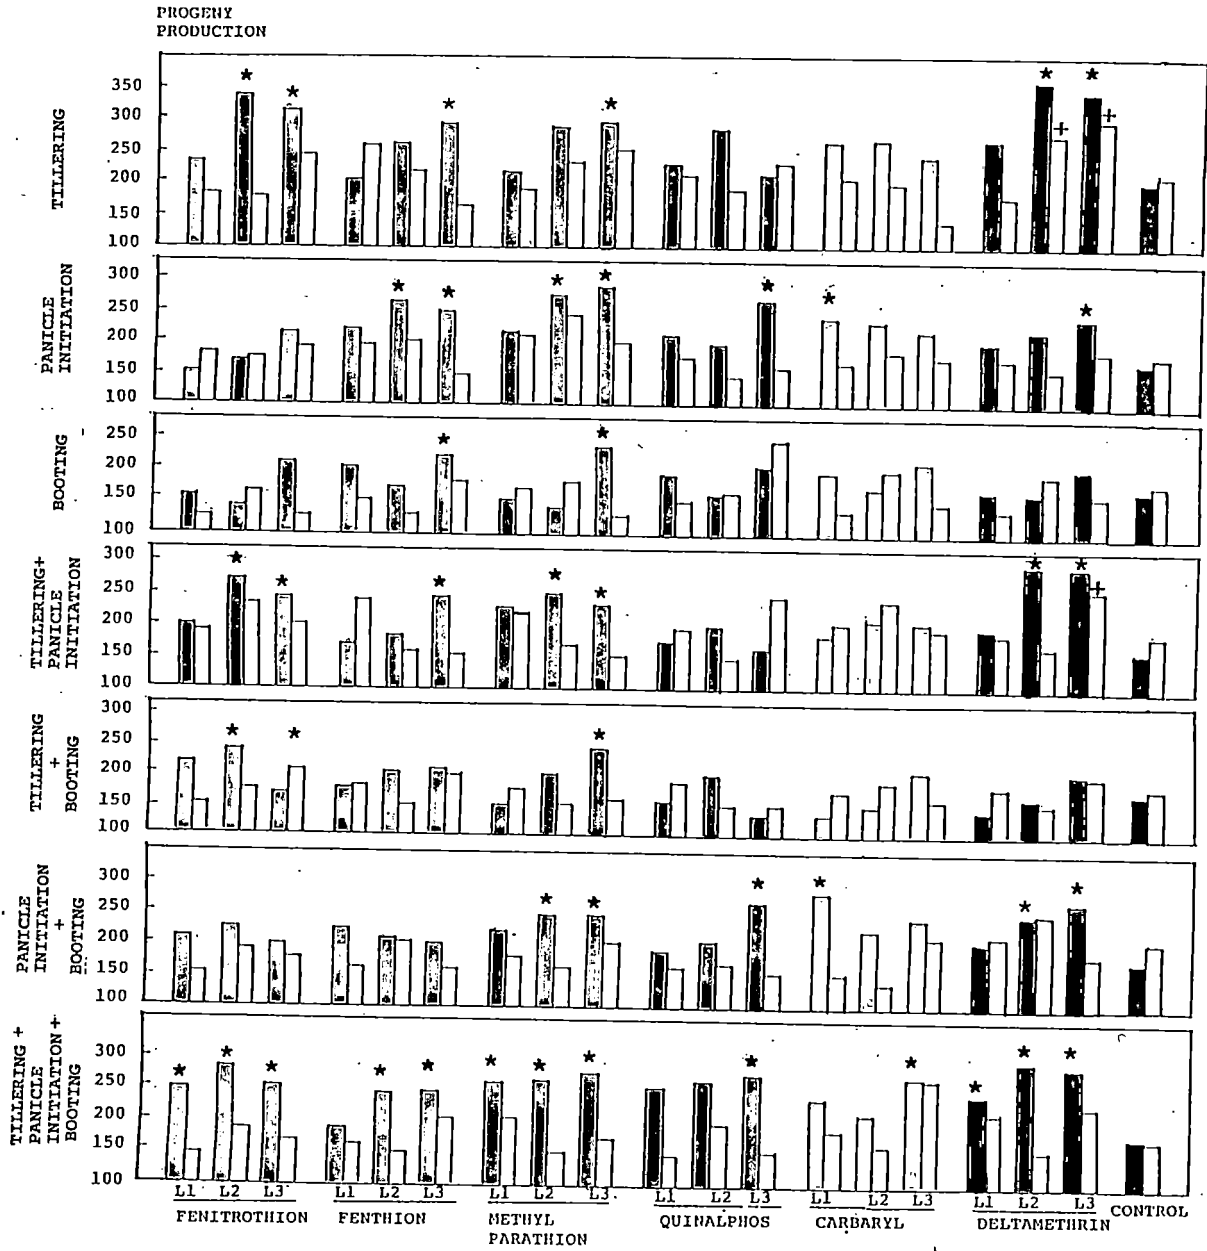 PROGENY
PRODUCTION
TILLERING
350
300
250
200
150
100
* * * * * + * +
PANICLE
INITIATION
300
250
200
150
100
* * * * * * *
BOOTING
250
200
150
100
* *
TILLERING+
PANICLE
INITIATION
300
250
200
150
100
* * * * * * * +
TILLERING
+
BOOTING
300
250
200
150
100
* * *
PANICLE
INITIATION
+
BOOTING
300
250
200
150
100
* * * * * *
TILLERING +
PANICLE
INITIATION +
BOOTING
300
250
200
150
100
* * * * * * * * * * * * *
L1 L2 L3 L1 L2 L3 L1 L2 L3 L1 L2 L3 L1 L2 L3 L1 L2 L3
FENITROTHION FENTHION METHYL PARATHION QUINALPHOS CARBARYL DELTAMETHRIN CONTROL